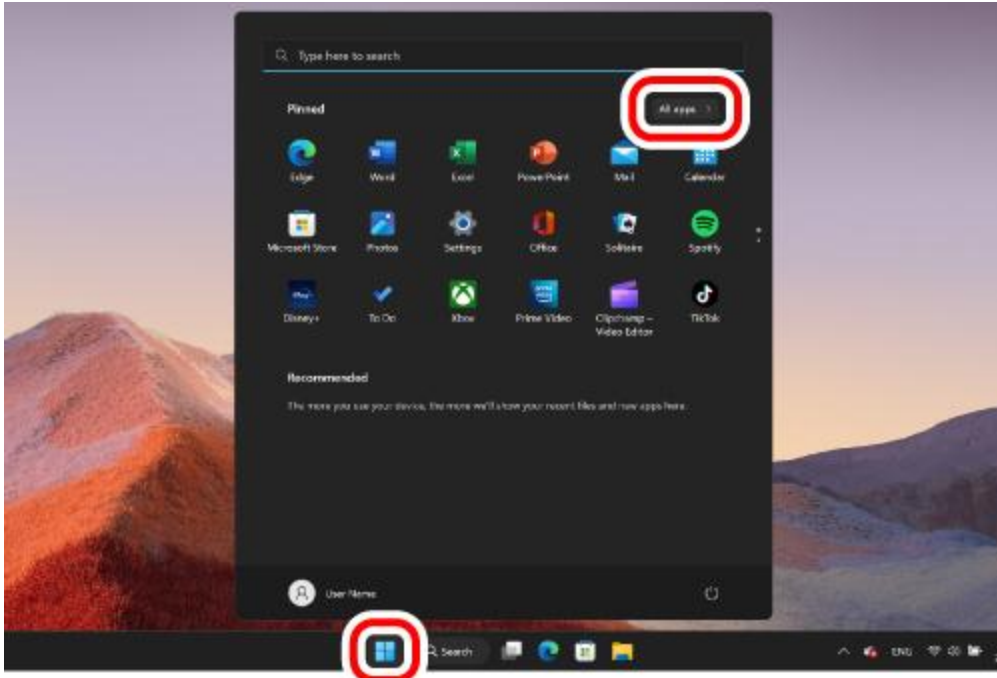 Type here to search
Pinned
All apps >
Edge
Word
Excel
PowerPoint
Mail
Calendar
Microsoft Store
Photos
Settings
Office
Solitaire
Spotify
Disney+
To Do
Xbox
Prime Video
Clipchamp –
Video Editor
TikTok
Recommended
The more you use your device, the more we'll show your recent files and new apps here.
User Name
Search
ENG